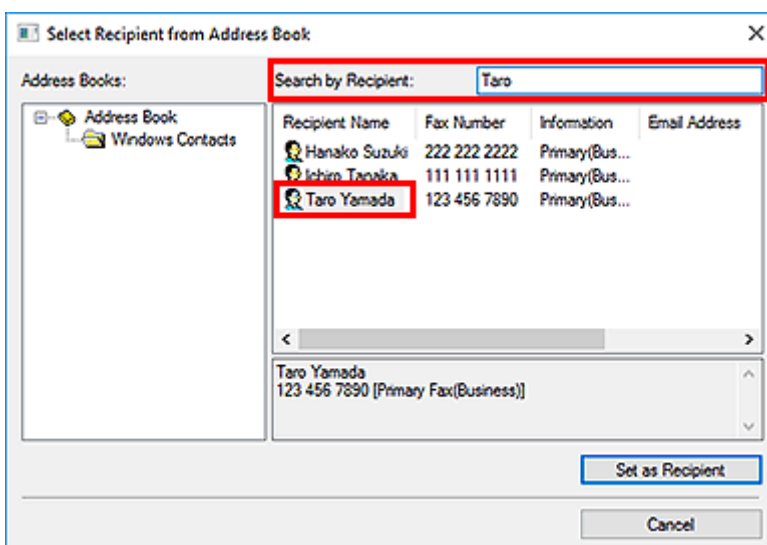 Select Recipient from Address Book
Address Books:
Search by Recipient: Taro
Address Book
Windows Contacts
Recipient Name Fax Number Information Email Address
Hanako Suzuki 222 222 2222 Primary(Bus...
Ichiro Tanaka 111 111 1111 Primary(Bus...
Taro Yamada 123 456 7890 Primary(Bus...
Taro Yamada
123 456 7890 [Primary Fax(Business)]
Set as Recipient
Cancel